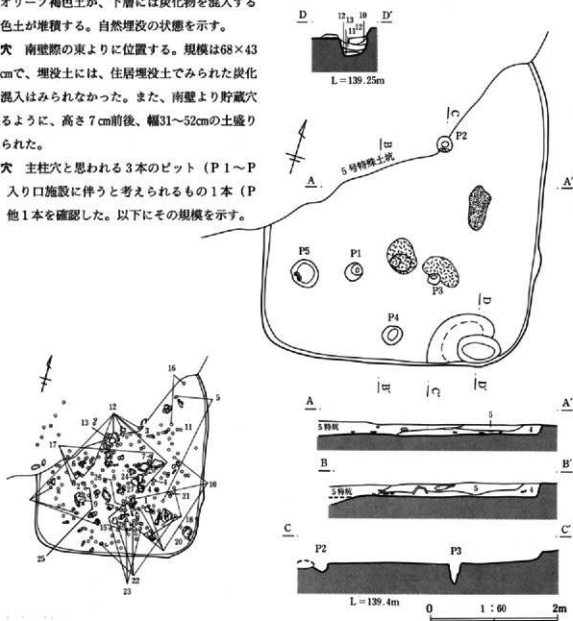 オリーブ褐色土が、下層には炭化物を混入する
色土が堆積する。自然埋没の状態を示す。
穴 南壁際の東よりに位置する。規模は68×43
cmで、埋没土には、住居埋没土でみられた炭化
混入はみられなかった。また、南壁より貯蔵穴
るように、高さ7cm前後、幅31〜52cmの土盛り
られた。
穴 主柱穴と思われる3本のピット(P1〜P
入り口施設に伴うと考えられるもの1本(P
他1本を確認した。以下にその規模を示す。
D D′
12 13 10
11 12
L=139.25m
C
P2
B
5号特殊土坑
A A′
P5 P1
P3
D
P4
B′ C′ D′
16
5
12
13
3
11
17
10
21
18
15
20
25
22
23
A A′
5
5特坑 4
B B′
5特坑 5 4
C C′
P2 P3
L=139.4m
0 1:60 2m